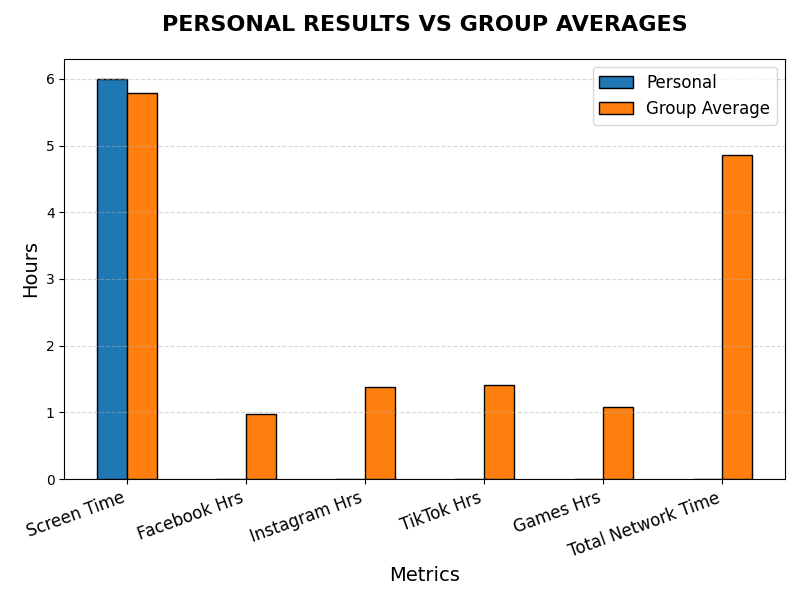 PERSONAL RESULTS VS GROUP AVERAGES
Personal
Group Average
Hours
6
5
4
3
2
1
0
Screen Time
Facebook Hrs
Instagram Hrs
TikTok Hrs
Games Hrs
Total Network Time
Metrics